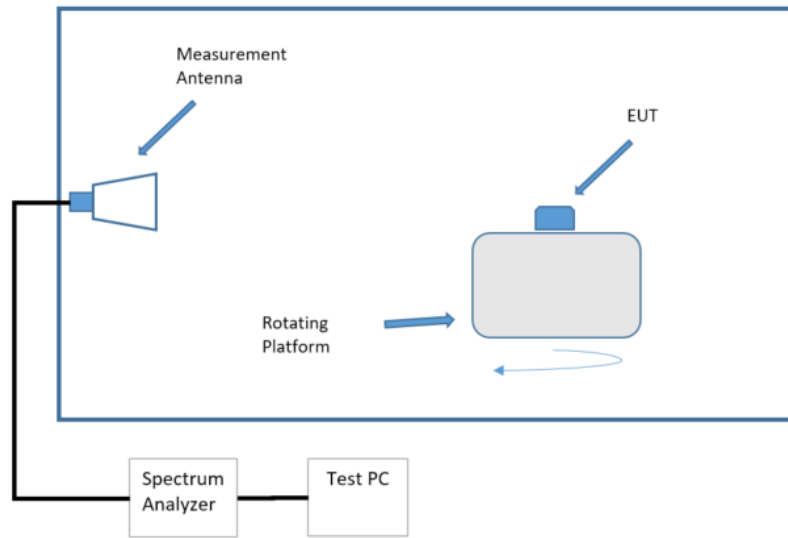 Measurement
Antenna
EUT
Rotating
Platform
Spectrum
Analyzer
Test PC